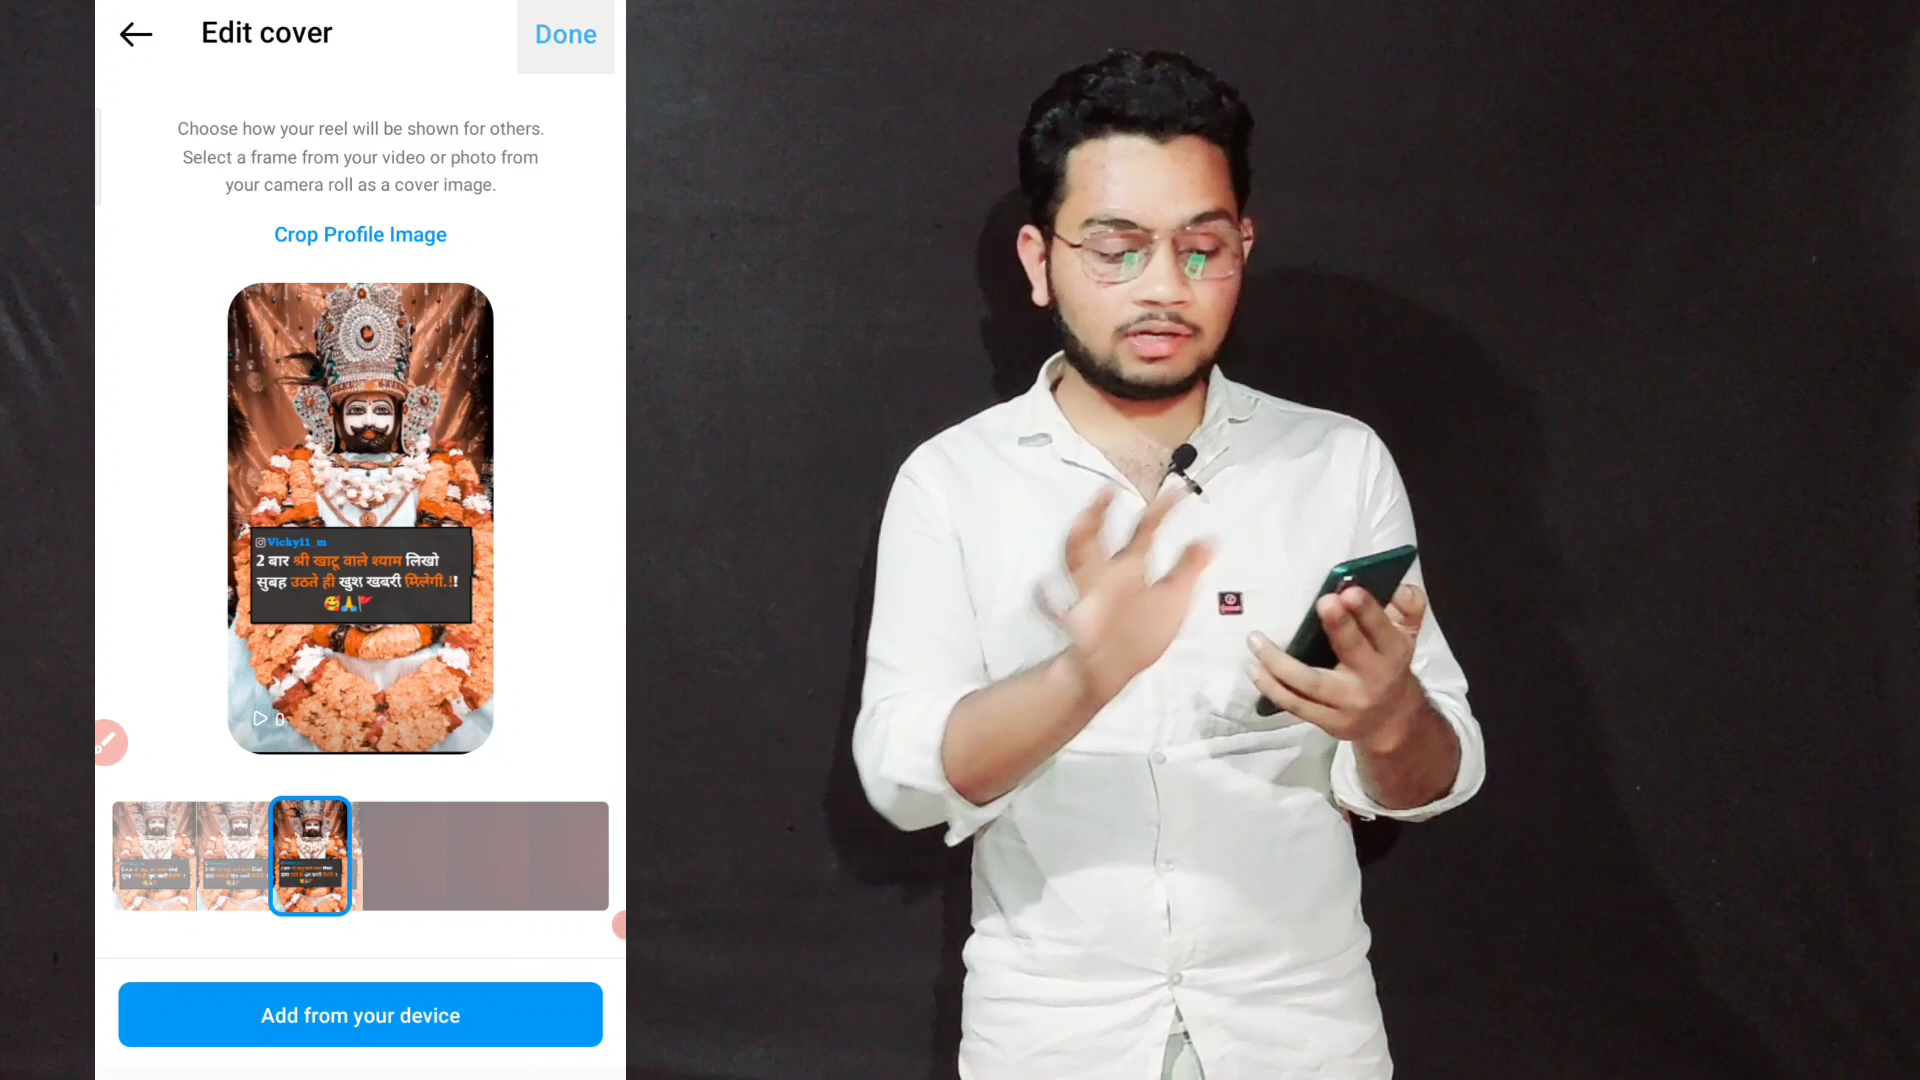 Edit cover
Done
Choose how your reel will be shown for others.
Select a frame from your video or photo from
your camera roll as a cover image.
Crop Profile Image
Vicky11_m
2 बार श्री खाटू वाले श्याम लिखो
सुबह उठते ही खुश खबरी मिलेगी.!!
🥰🙏🚩
0
Add from your device